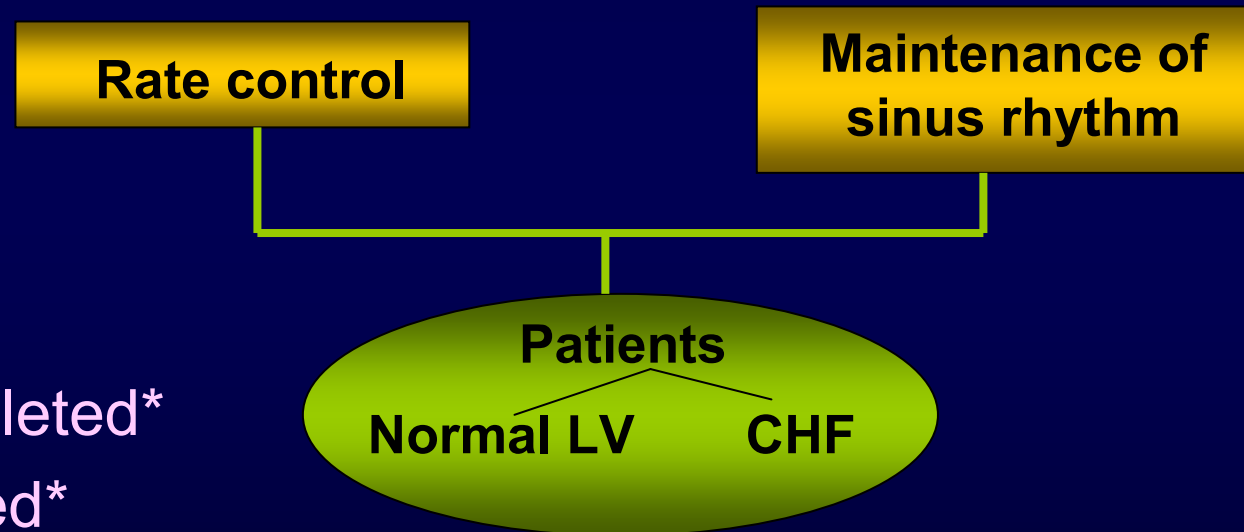 Rate control
Maintenance of
sinus rhythm
Patients
Normal LV CHF
leted*
ed*